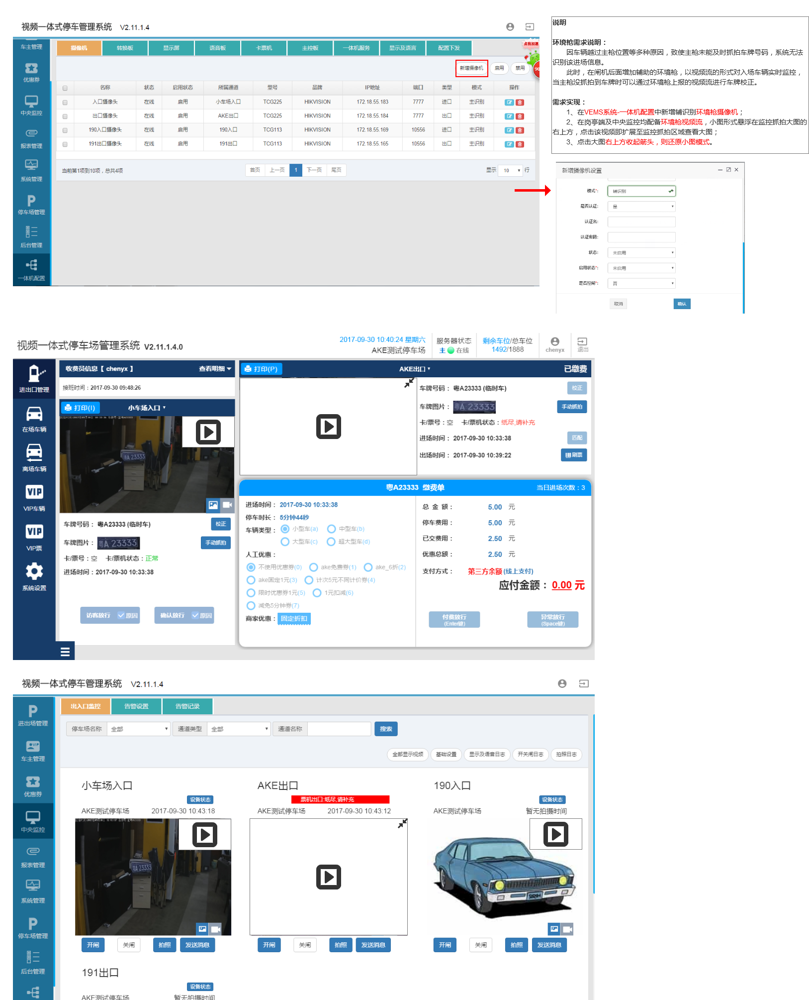 视频一体式停车管理系统 V2.11.1.4
车主管理
优惠券
中央监控
报表管理
系统管理
停车场管理
后台管理
一体机配置
摄像机 转换板 显示屏 语音板 卡票机 主控板 一体机服务 显示及语言 配置下发
点我加速
90
新增摄像机 启用 禁用
名称 状态 启用状态 所属通道 型号 品牌 IP地址 端口 类型 模式 操作
入口摄像头 在线 启用 小车场入口 TCG225 HIKVISION 172.18.55.183 7777 进口 主识别
出口摄像头 在线 启用 AKE出口 TCG225 HIKVISION 172.18.55.184 7777 出口 主识别
190入口摄像头 在线 启用 190入口 TCG113 HIKVISION 172.18.55.169 10556 进口 主识别
191出口摄像头 在线 启用 191出口 TCG113 HIKVISION 172.18.55.165 10556 出口 主识别
当前第1项到10项，总共4项 首页 上一页 1 下一页 尾页 显示 10 行
说明
环境枪需求说明：
因车辆越过主枪位置等多种原因，致使主枪未能及时抓拍车牌号码，系统无法
识别该进场信息。
此时，在闸机后面增加辅助的环境枪，以视频流的形式对入场车辆实时监控，
当主枪没抓拍到车牌时可以通过环境枪上报的视频流进行车牌校正。
需求实现：
1、在VEMS系统-一体机配置中新增辅识别环境枪摄像机；
2、在岗亭端及中央监控均配备环境枪视频流，小图形式悬浮在监控抓拍大图的
右上方，点击该视频即扩展至监控抓拍区域查看大图；
3、点击大图右上方收起箭头，则还原小图模式。
新增摄像机设置
模式*: 辅识别
是否认证: 是
认证名:
认证密码:
状态: 未启用
启用状态*: 未启用
是否控闸*: 否
取消 确认
视频一体式停车场管理系统 V2.11.1.4.0
2017-09-30 10:40:24 星期六
AKE测试停车场
服务器状态
主 在线
剩余车位/总车位
1492/1888
chenyx
退出
进出口管理
在场车辆
离场车辆
VIP
VIP车辆
VIP
VIP票
系统设置
收费员信息【 chenyx 】 查看明细
接班时间：2017-09-30 09:48:26
打印(I) 小车场入口
粤A 23333
车牌号码： 粤A23333 (临时车) 校正
车牌图片： 粤A 23333 手动抓拍
卡/票号：空 卡/票机状态：正常
进场时间：2017-09-30 10:33:38
访客放行 原因 确认放行 原因
打印(P) AKE出口 已缴费
车牌号码： 粤A23333 (临时车) 校正
车牌图片： 粤A 23333 手动抓拍
卡/票号：空 卡/票机状态：纸尽,请补充
进场时间： 2017-09-30 10:33:38 匹配
出场时间： 2017-09-30 10:39:22 刷票
粤A23333 缴费单 当日进场次数：3
进场时间： 2017-09-30 10:33:38
停车时长： 5分钟44秒
车辆类型： 小型车(a) 中型车(b)
大型车(c) 超大型车(d)
人工优惠：
不使用优惠券(0) ake免费券(1) ake_6折(2)
ake固定1元(3) 计次5元不同计价券(4)
限时优惠券1元(5) 1元扣减(6)
减免5分钟券(7)
商家优惠： 固定折扣
总 金 额： 5.00 元
停车费用： 5.00 元
已交费用： 2.50 元
优惠总额： 2.50 元
支付方式： 第三方余额(线上支付)
应付金额： 0.00 元
付费放行
(Enter键)
异常放行
(Space键)
视频一体式停车管理系统 V2.11.1.4
进出场管理
车主管理
优惠券
中央监控
报表管理
系统管理
停车场管理
后台管理
出入口监控 告警设置 告警记录
停车场名称 全部 通道类型 全部 通道名称 搜索
全部显示视频 基础设置 显示及语音日志 开关闸日志 拍照日志
小车场入口
设备状态
AKE测试停车场 2017-09-30 10:43:18
粤A 23333
开闸 关闸 拍照 发送消息
AKE出口
票机出口:纸尽,请补充
AKE测试停车场 2017-09-30 10:43:12
开闸 关闸 拍照 发送消息
190入口
设备状态
AKE测试停车场 暂无拍摄时间
开闸 关闸 拍照 发送消息
191出口
设备状态
AKE测试停车场 暂无拍摄时间